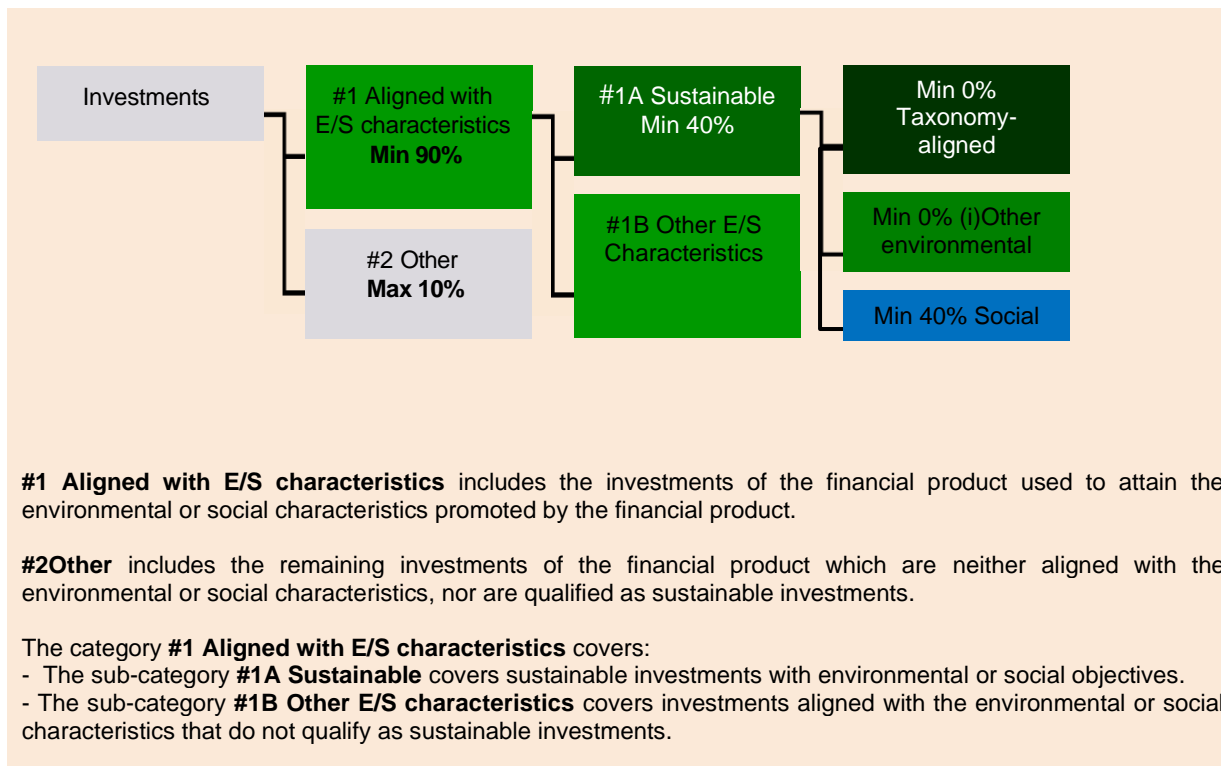 Investments
#1 Aligned with
E/S characteristics
Min 90%
#2 Other
Max 10%
#1A Sustainable
Min 40%
#1B Other E/S
Characteristics
Min 0%
Taxonomy-
aligned
Min 0% (i)Other
environmental
Min 40% Social
#1 Aligned with E/S characteristics includes the investments of the financial product used to attain the
environmental or social characteristics promoted by the financial product.
#2Other includes the remaining investments of the financial product which are neither aligned with the
environmental or social characteristics, nor are qualified as sustainable investments.
The category #1 Aligned with E/S characteristics covers:
- The sub-category #1A Sustainable covers sustainable investments with environmental or social objectives.
- The sub-category #1B Other E/S characteristics covers investments aligned with the environmental or social
characteristics that do not qualify as sustainable investments.